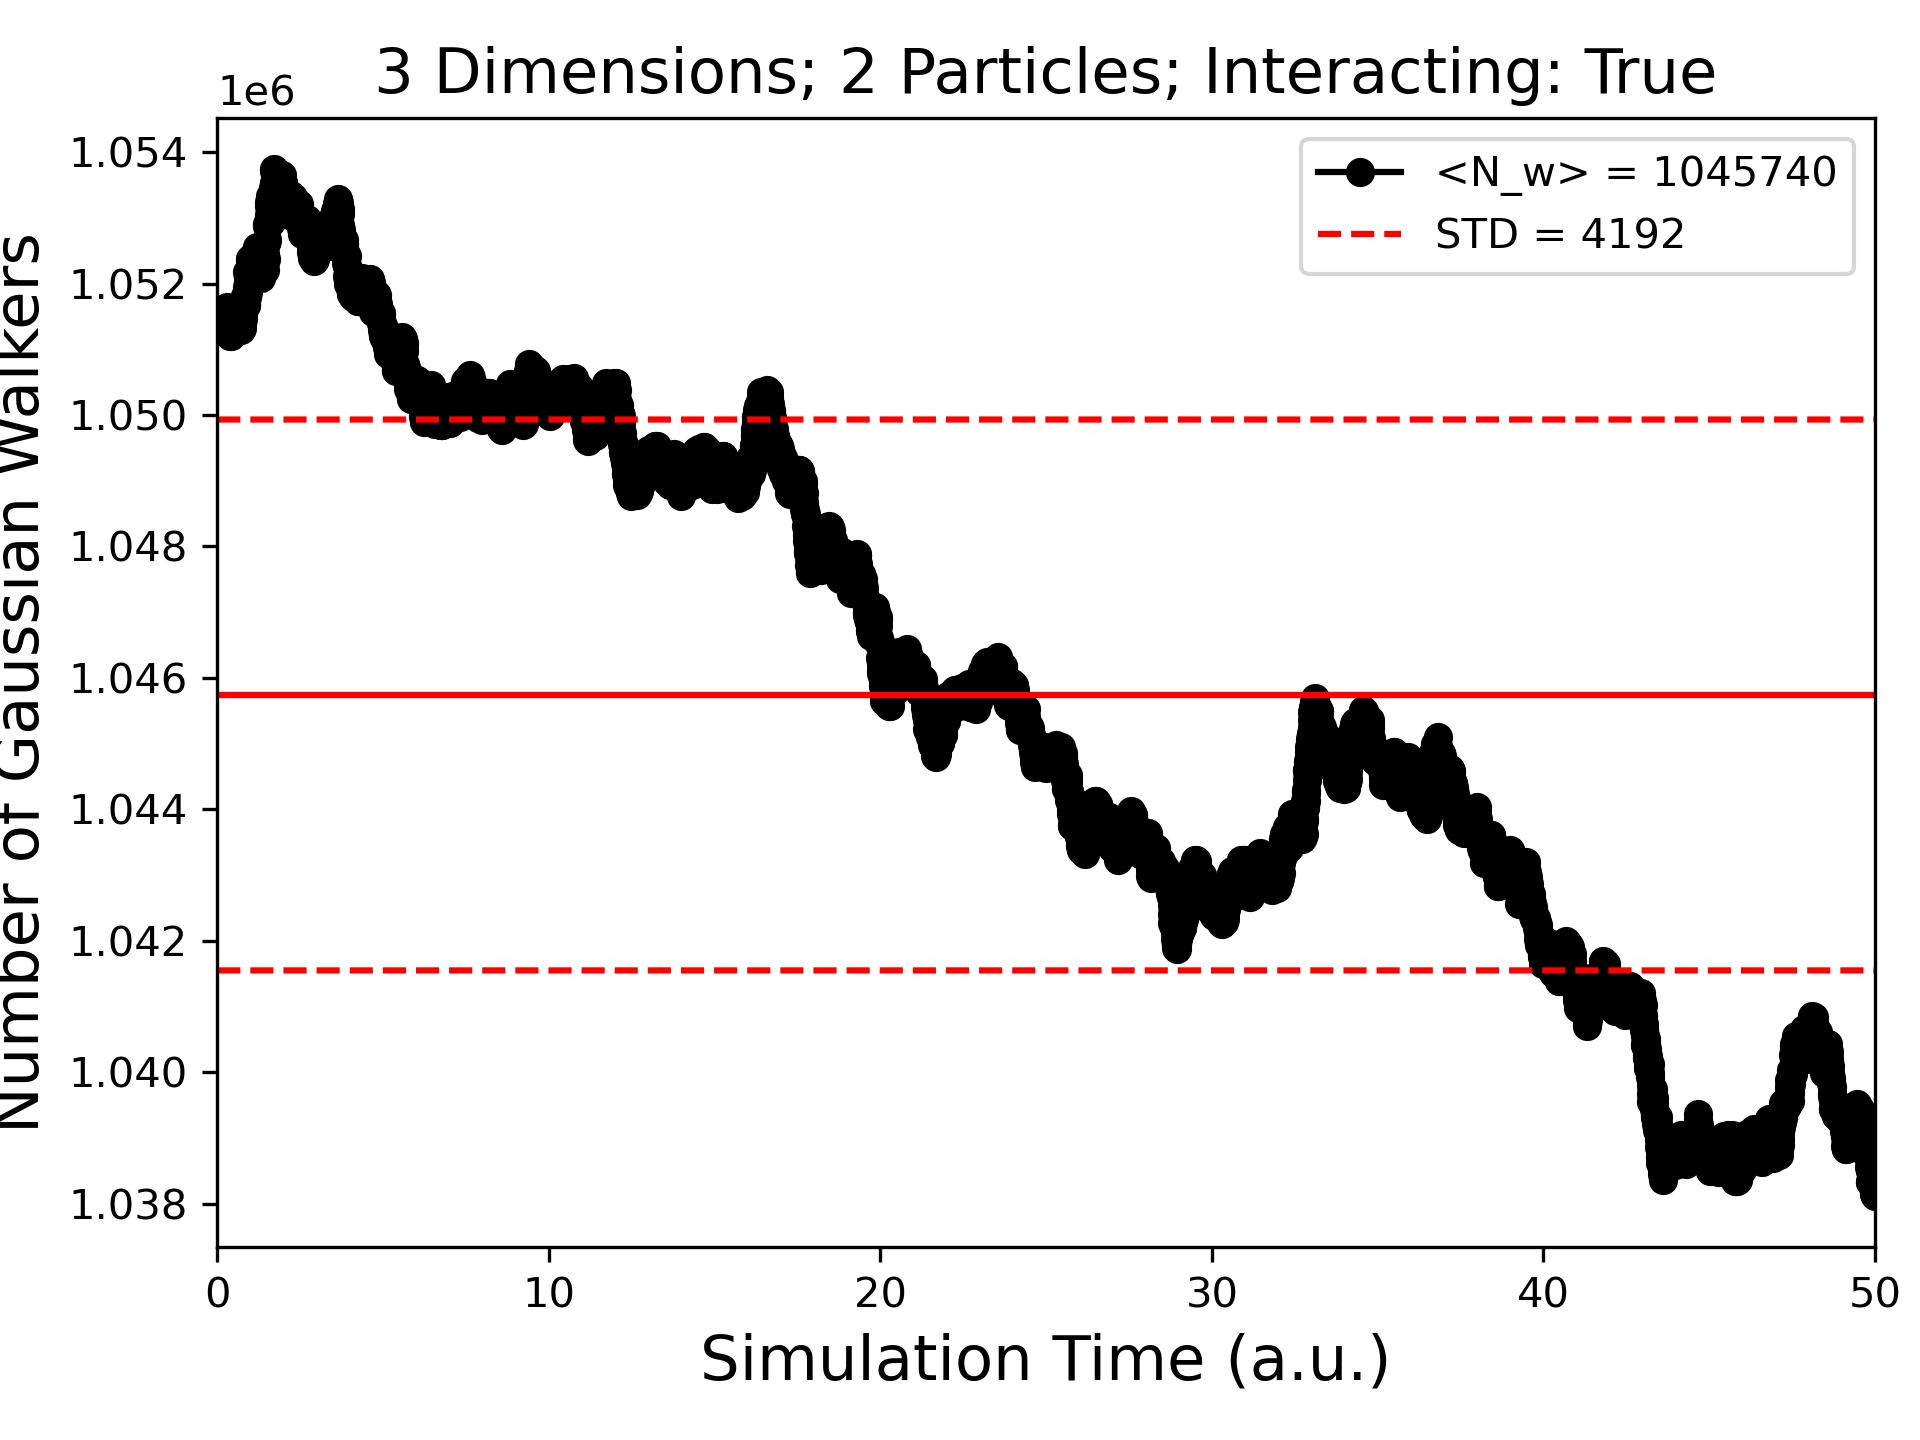 3 Dimensions; 2 Particles; Interacting: True
1e6
<N_w> = 1045740
STD = 4192
Number of Gaussian Walkers
1.054
1.052
1.050
1.048
1.046
1.044
1.042
1.040
1.038
0 10 20 30 40 50
Simulation Time (a.u.)